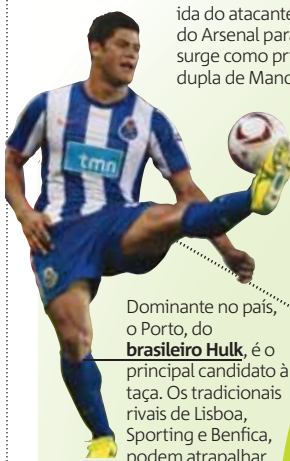 ida do atacante
do Arsenal para
surge como pr
dupla de Manc
tmn
Dominante no país,
o Porto, do
brasileiro Hulk, é o
principal candidato à
taça. Os tradicionais
rivais de Lisboa,
Sporting e Benfica,
podem atrapalhar